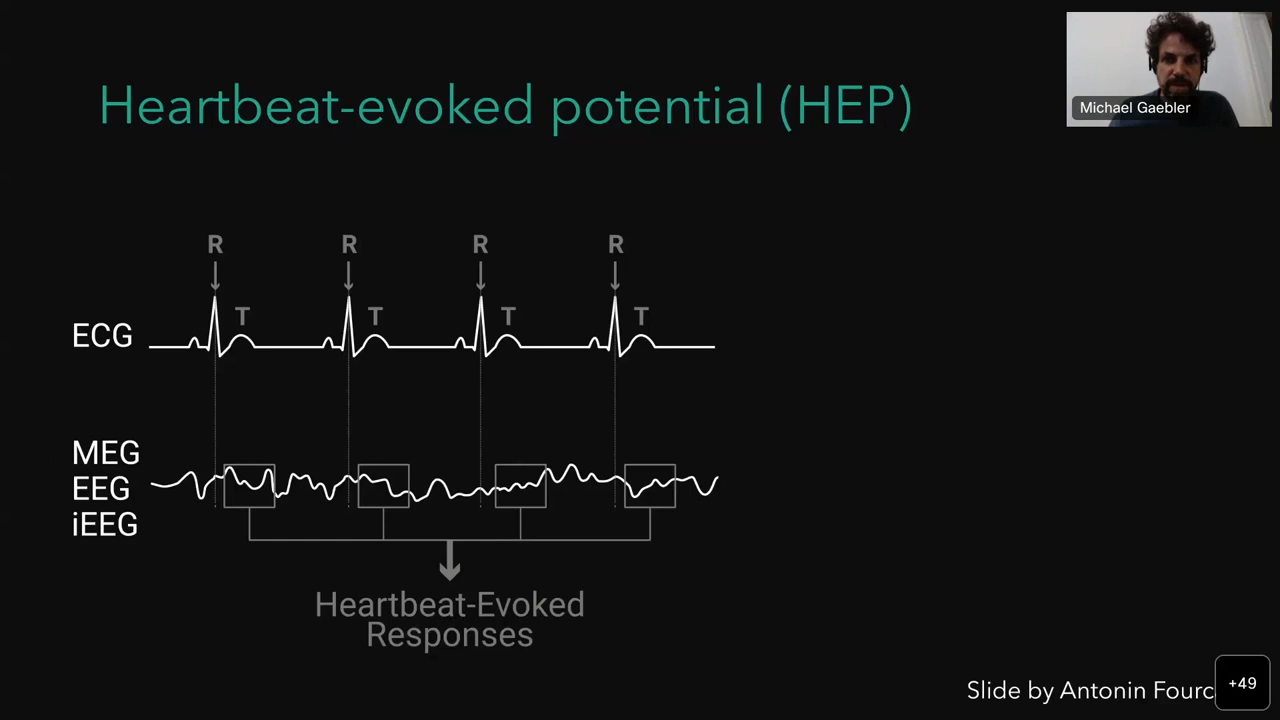 Heartbeat-evoked potential (HEP)
Michael Gaebler
R R R R
T T T T
ECG
MEG
EEG
iEEG
Heartbeat-Evoked
Responses
Slide by Antonin Fourc
+49